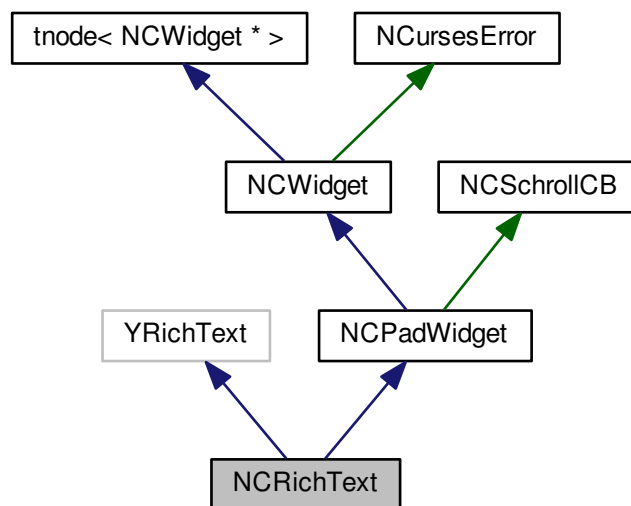 tnode< NCWidget * >
NCursesError
NCWidget
NCSchrollCB
YRichText
NCPadWidget
NCRichText